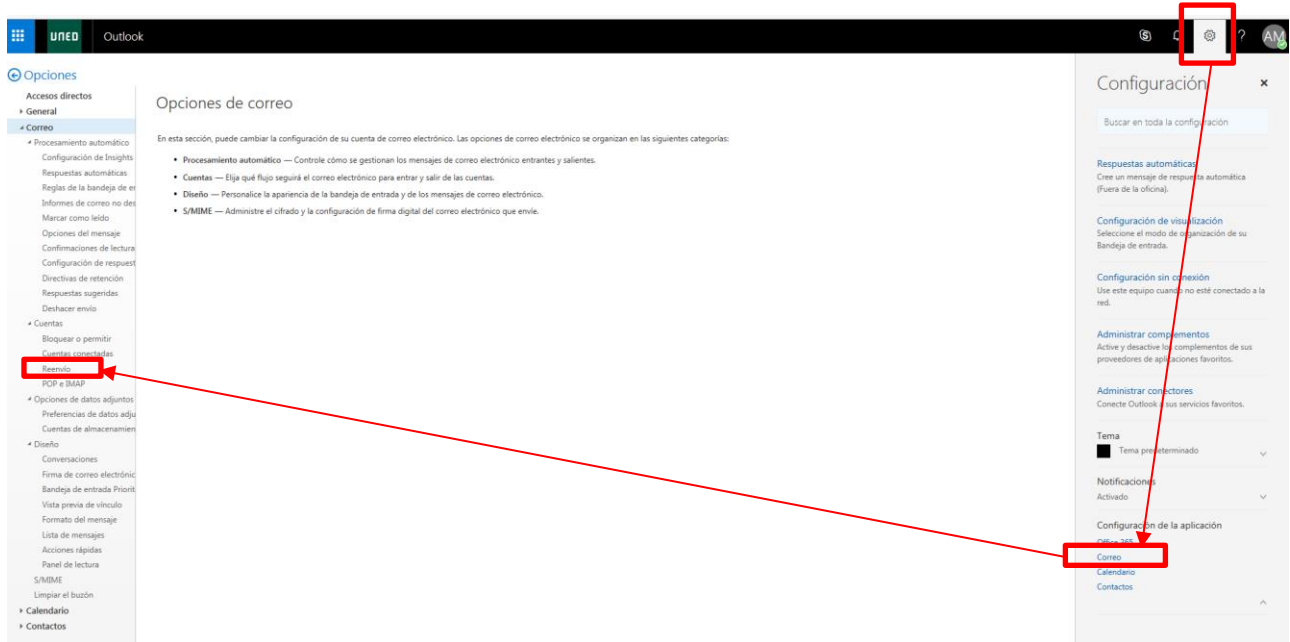 UNED
Outlook
?
AM
Opciones
Accesos directos
General
Correo
Procesamiento automático
Configuración de Insights
Respuestas automáticas
Reglas de la bandeja de en
Informes de correo no des
Marcar como leído
Opciones del mensaje
Confirmaciones de lectura
Configuración de respuest
Directivas de retención
Respuestas sugeridas
Deshacer envío
Cuentas
Bloquear o permitir
Cuentas conectadas
Reenvío
POP e IMAP
Opciones de datos adjuntos
Preferencias de datos adju
Cuentas de almacenamien
Diseño
Conversaciones
Firma de correo electrónic
Bandeja de entrada Priorit
Vista previa de vínculo
Formato del mensaje
Lista de mensajes
Acciones rápidas
Panel de lectura
S/MIME
Limpiar el buzón
Calendario
Contactos
Opciones de correo
En esta sección, puede cambiar la configuración de su cuenta de correo electrónico. Las opciones de correo electrónico se organizan en las siguientes categorías:
• Procesamiento automático — Controle cómo se gestionan los mensajes de correo electrónico entrantes y salientes.
• Cuentas — Elija qué flujo seguirá el correo electrónico para entrar y salir de las cuentas.
• Diseño — Personalice la apariencia de la bandeja de entrada y de los mensajes de correo electrónico.
• S/MIME — Administre el cifrado y la configuración de firma digital del correo electrónico que envíe.
Configuración
Buscar en toda la configuración
Respuestas automáticas
Cree un mensaje de respuesta automática
(Fuera de la oficina).
Configuración de visualización
Seleccione el modo de organización de su
Bandeja de entrada.
Configuración sin conexión
Use este equipo cuando no esté conectado a la
red.
Administrar complementos
Active y desactive los complementos de sus
proveedores de aplicaciones favoritos.
Administrar conectores
Conecte Outlook a sus servicios favoritos.
Tema
Tema predeterminado
Notificaciones
Activado
Configuración de la aplicación
Office 365
Correo
Calendario
Contactos